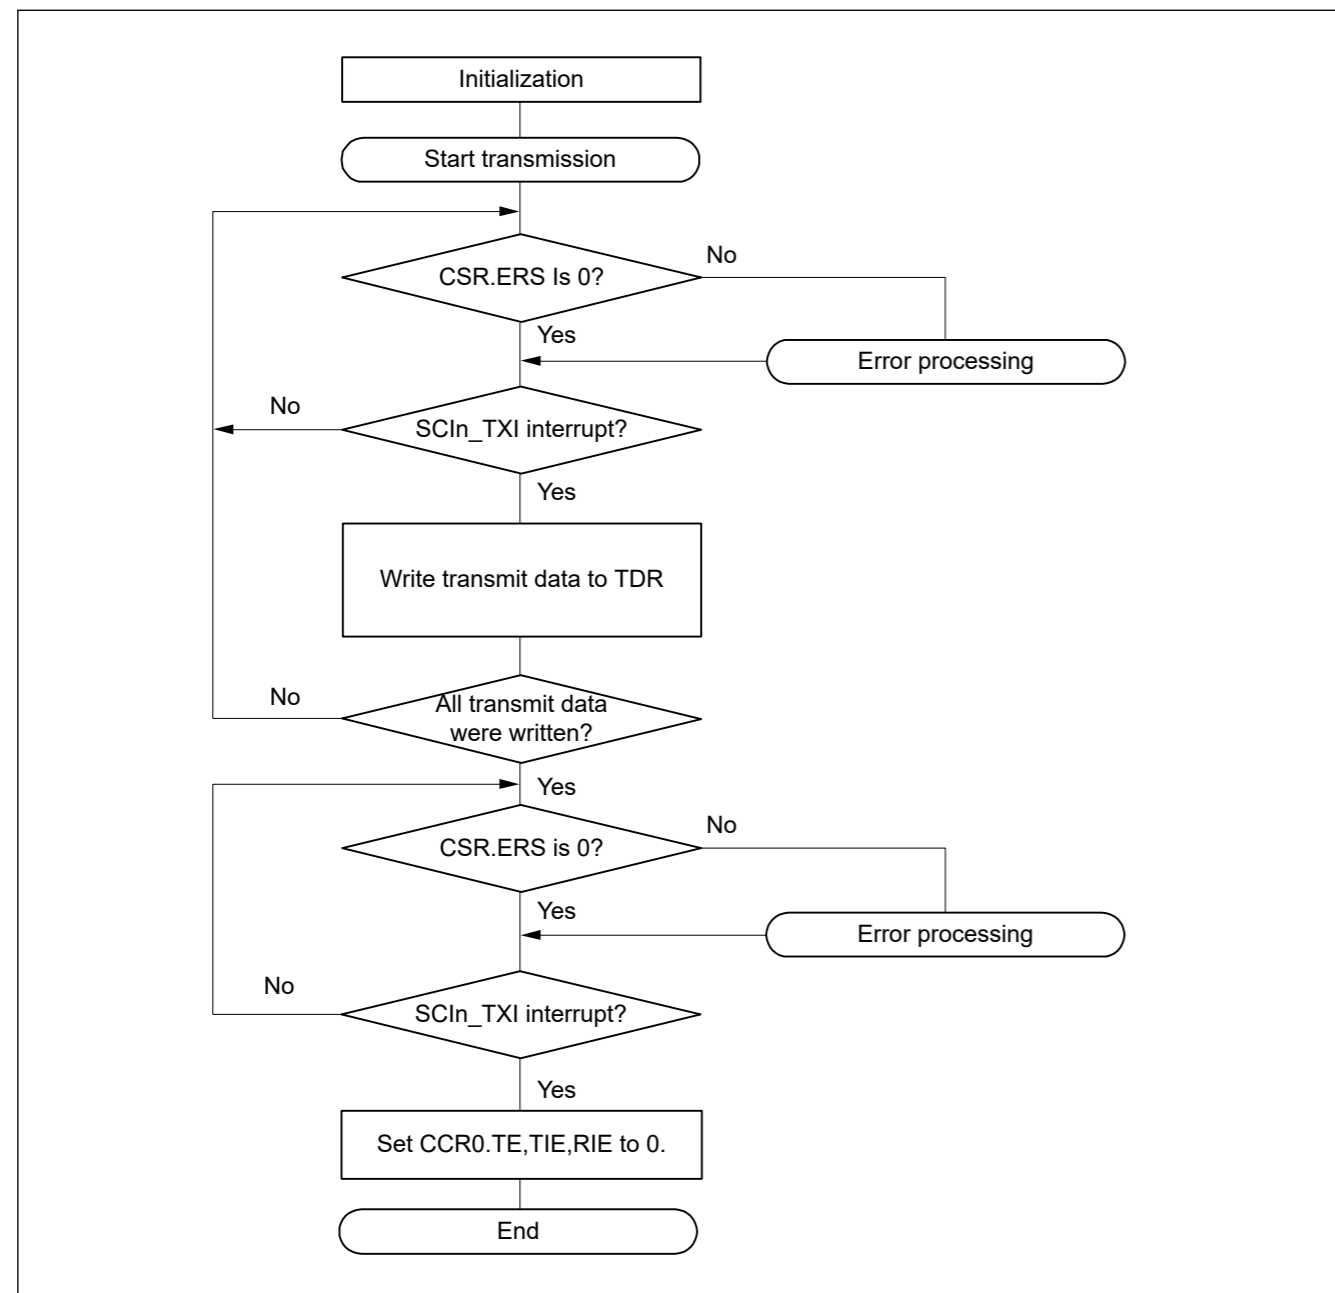 Initialization
Start transmission
No
CSR.ERS Is 0?
Yes
Error processing
No
SCIn_TXI interrupt?
Yes
Write transmit data to TDR
No
All transmit data
were written?
Yes
No
CSR.ERS is 0?
Yes
Error processing
No
SCIn_TXI interrupt?
Yes
Set CCR0.TE,TIE,RIE to 0.
End